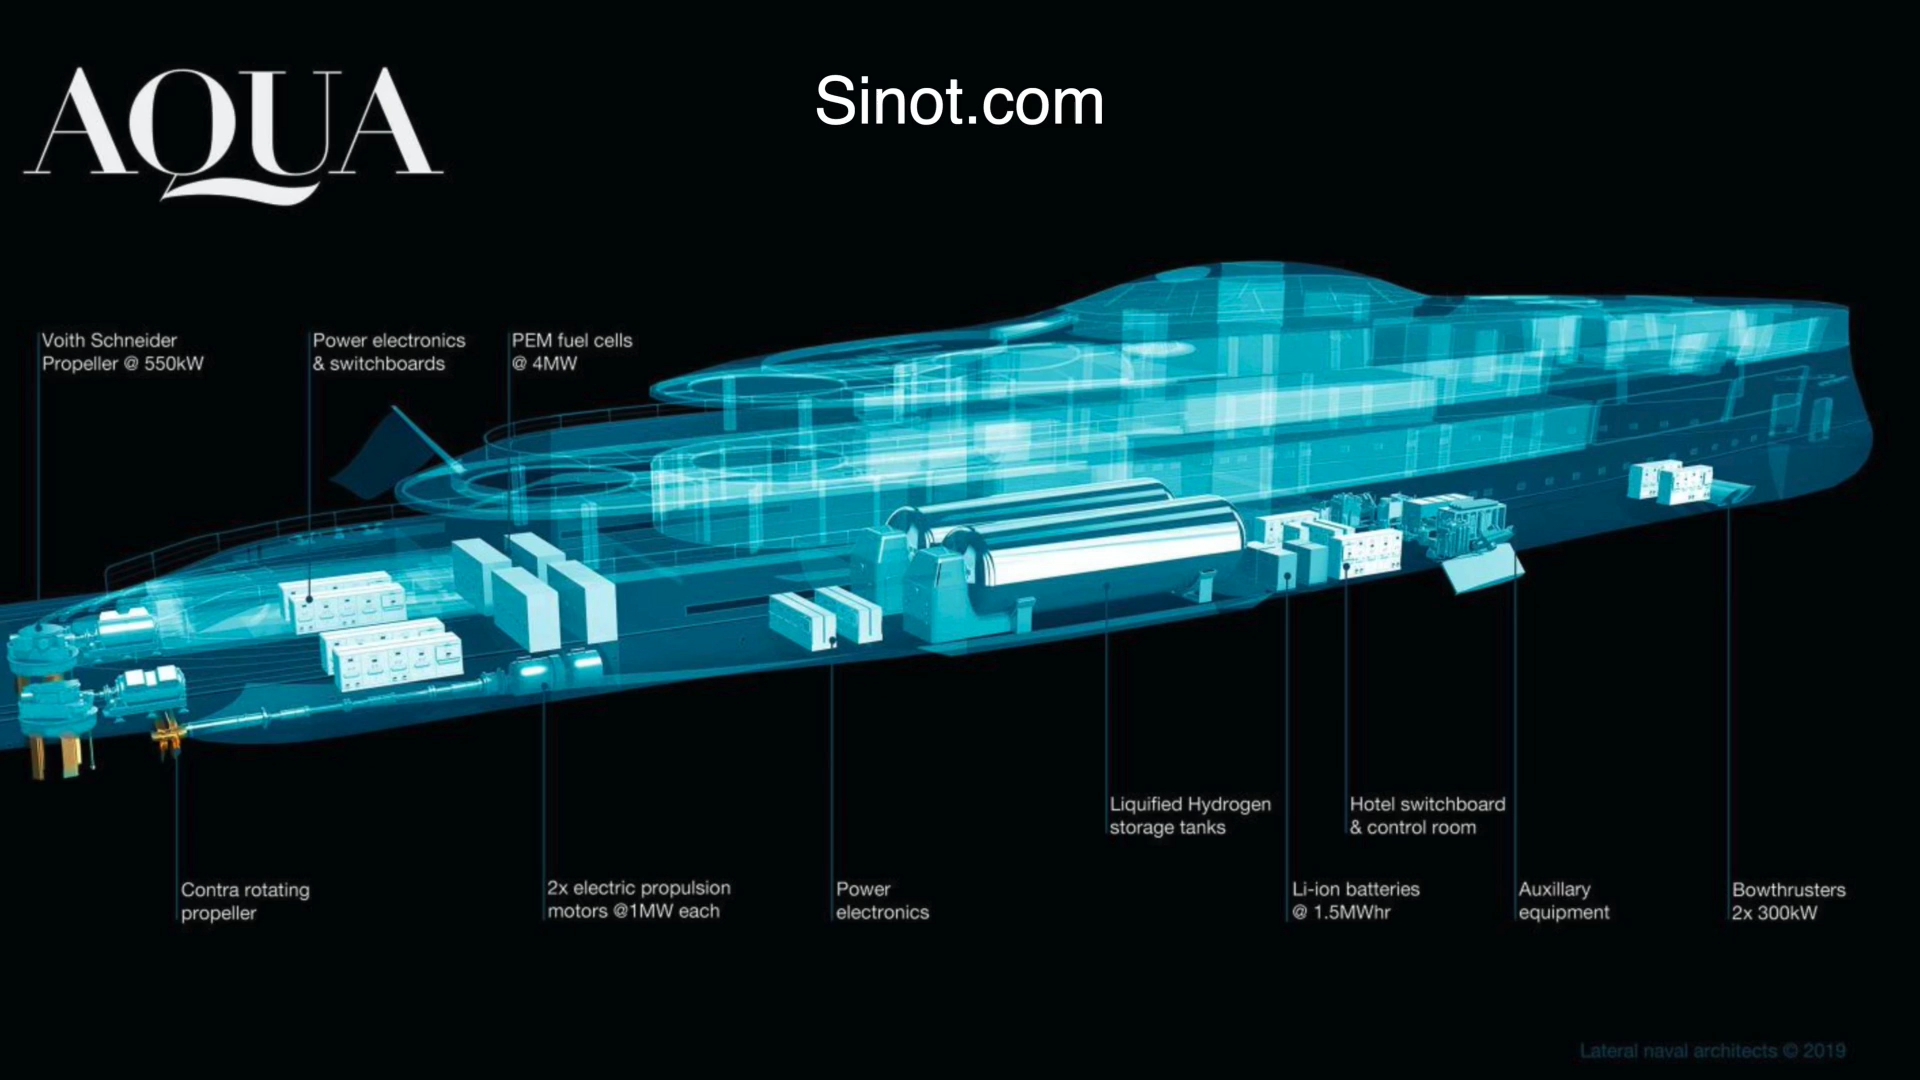 AQUA
Sinot.com
Voith Schneider
Propeller @ 550kW
Power electronics
& switchboards
PEM fuel cells
@ 4MW
Liquified Hydrogen
storage tanks
Hotel switchboard
& control room
Contra rotating
propeller
2x electric propulsion
motors @1MW each
Power
electronics
Li-ion batteries
@ 1.5MWhr
Auxillary
equipment
Bowthrusters
2x 300kW
Lateral naval architects © 2019